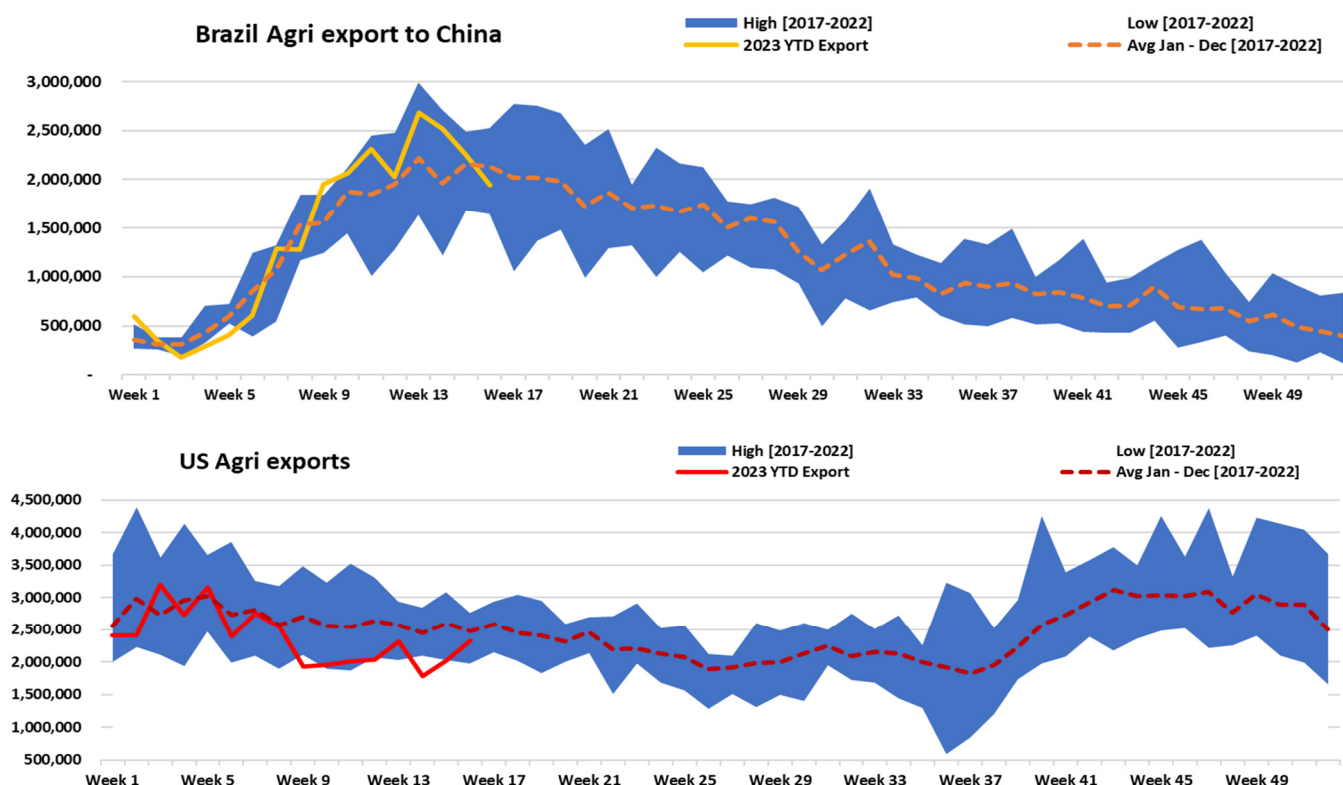 Brazil Agri export to China
High [2017-2022]
Low [2017-2022]
2023 YTD Export
Avg Jan - Dec [2017-2022]
3,000,000
2,500,000
2,000,000
1,500,000
1,000,000
500,000
-
Week 1 Week 5 Week 9 Week 13 Week 17 Week 21 Week 25 Week 29 Week 33 Week 37 Week 41 Week 45 Week 49
US Agri exports
High [2017-2022]
Low [2017-2022]
2023 YTD Export
Avg Jan - Dec [2017-2022]
4,500,000
4,000,000
3,500,000
3,000,000
2,500,000
2,000,000
1,500,000
1,000,000
500,000
Week 1 Week 5 Week 9 Week 13 Week 17 Week 21 Week 25 Week 29 Week 33 Week 37 Week 41 Week 45 Week 49